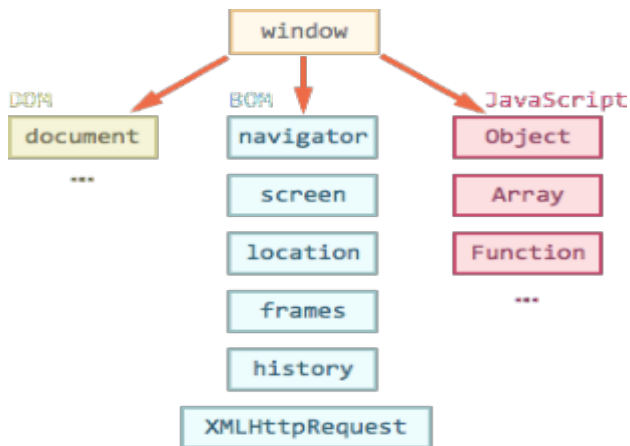 window
DOM BOM JavaScript
document navigator Object
... screen Array
location Function
frames ...
history
XMLHttpRequest